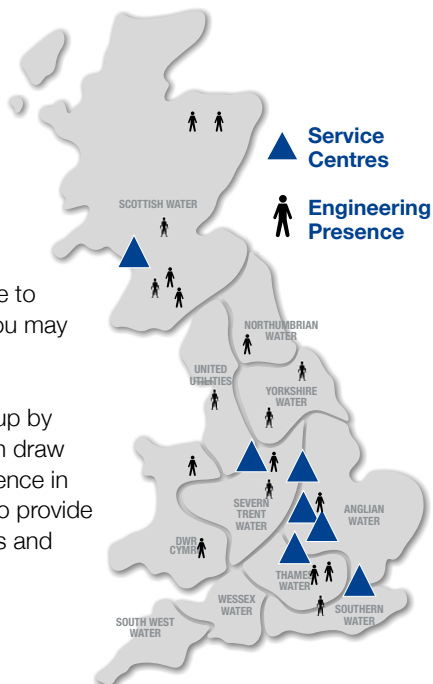 Service
Centres
Engineering
Presence
SCOTTISH WATER
e to
ou may
NORTHUMBRIAN
WATER
UNITED
UTILITIES
YORKSHIRE
WATER
up by
n draw
ence in
o provide
s and
SEVERN
TRENT
WATER
ANGLIAN
WATER
DWR
CYMR
THAMES
WATER
WESSEX
WATER
SOUTHERN
WATER
SOUTH WEST
WATER